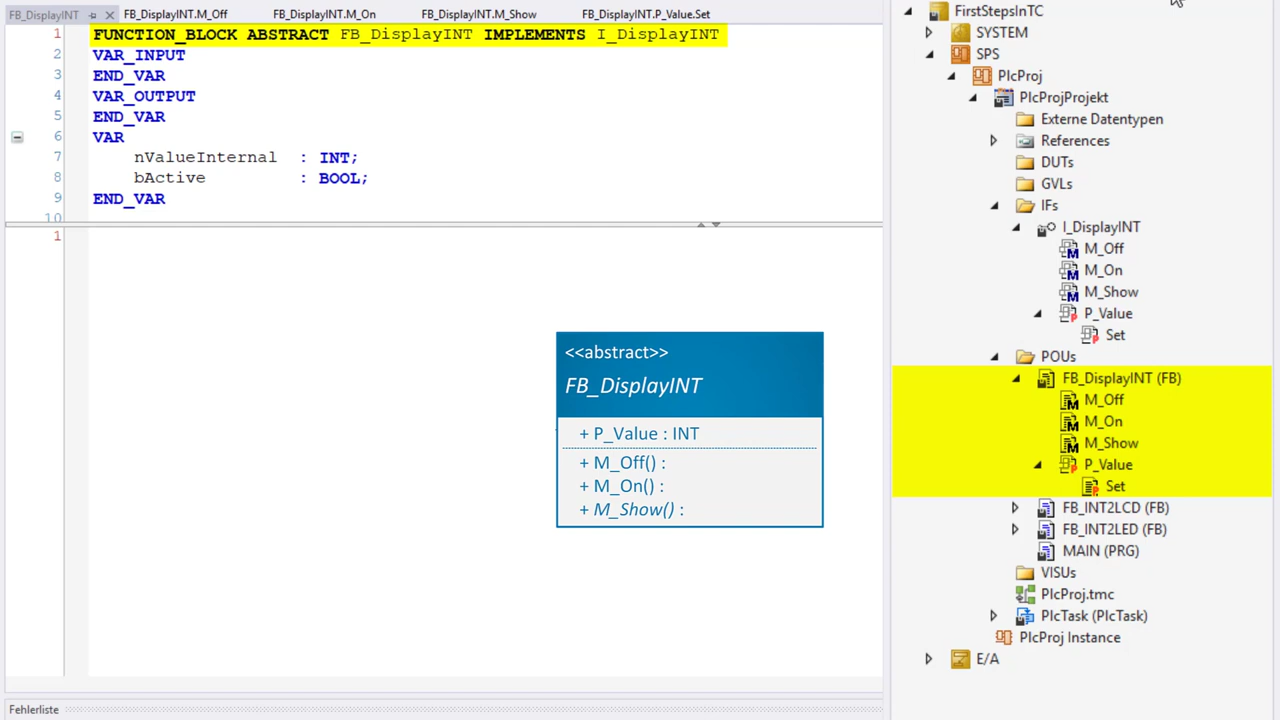 FB_DisplayINT
FB_DisplayINT.M_Off
FB_DisplayINT.M_On
FB_DisplayINT.M_Show
FB_DisplayINT.P_Value.Set
1 FUNCTION_BLOCK ABSTRACT FB_DisplayINT IMPLEMENTS I_DisplayINT
2 VAR_INPUT
3 END_VAR
4 VAR_OUTPUT
5 END_VAR
6 VAR
7 nValueInternal : INT;
8 bActive : BOOL;
9 END_VAR
10
1
<<abstract>>
FB_DisplayINT
+ P_Value : INT
+ M_Off() :
+ M_On() :
+ M_Show() :
Fehlerliste
FirstStepsInTC
SYSTEM
SPS
PlcProj
PlcProjProjekt
Externe Datentypen
References
DUTs
GVLs
IFs
I_DisplayINT
M_Off
M_On
M_Show
P_Value
Set
POUs
FB_DisplayINT (FB)
M_Off
M_On
M_Show
P_Value
Set
FB_INT2LCD (FB)
FB_INT2LED (FB)
MAIN (PRG)
VISUs
PlcProj.tmc
PlcTask (PlcTask)
PlcProj Instance
E/A